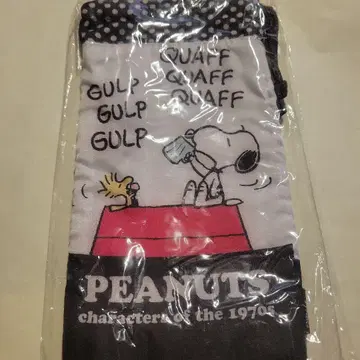 QUAFF
QUAFF
QUAFF
GULP
GULP
GULP
PEANUTS
characters of the 1970s